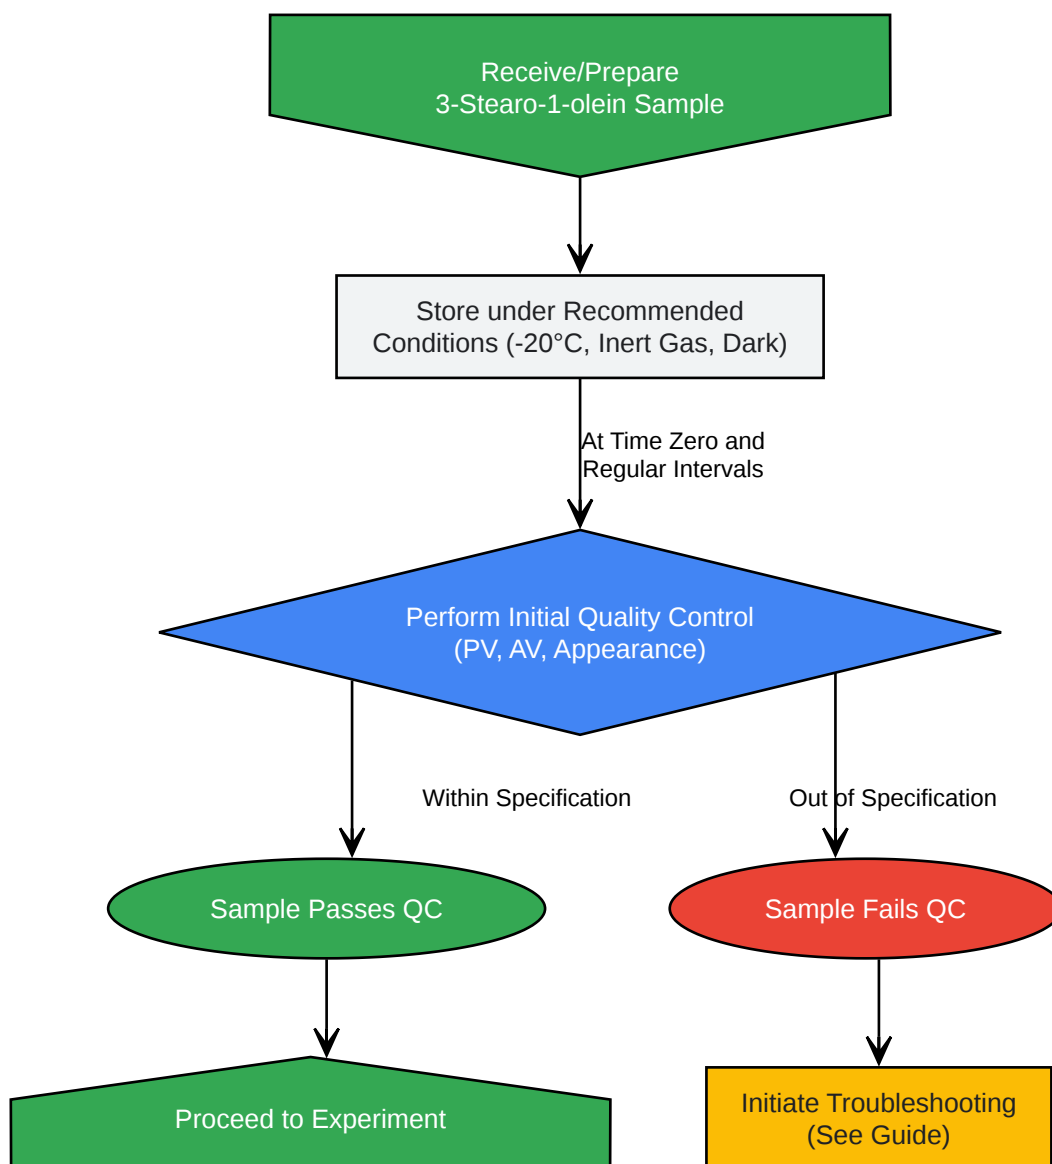 Receive/Prepare
3-Stearo-1-olein Sample
Store under Recommended
Conditions (-20°C, Inert Gas, Dark)
At Time Zero and
Regular Intervals
Perform Initial Quality Control
(PV, AV, Appearance)
Within Specification
Out of Specification
Sample Passes QC
Sample Fails QC
Proceed to Experiment
Initiate Troubleshooting
(See Guide)